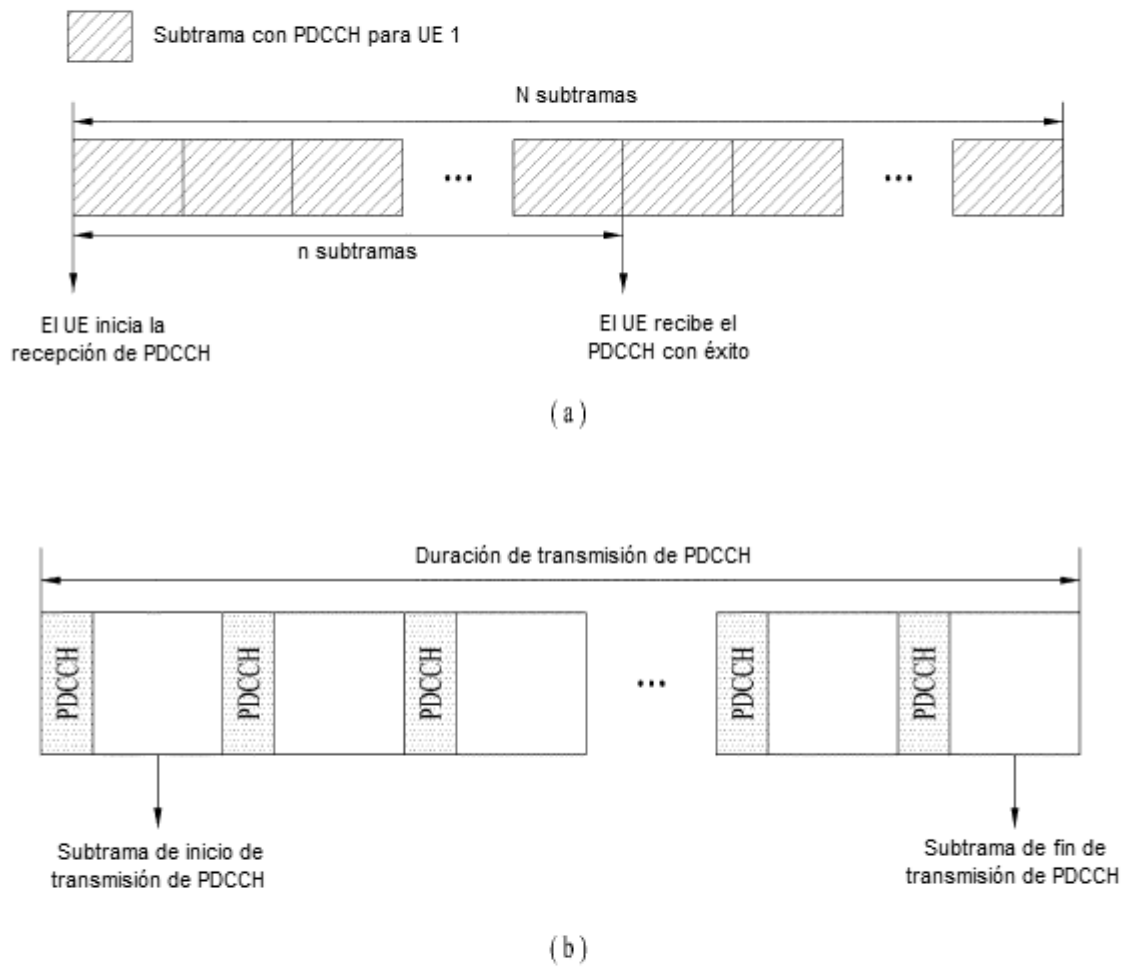 Subtrama con PDCCH para UE 1
N subtramas
...
...
n subtramas
El UE inicia la
recepción de PDCCH
El UE recibe el
PDCCH con éxito
(a)
Duración de transmisión de PDCCH
PDCCH
PDCCH
PDCCH
...
PDCCH
PDCCH
Subtrama de inicio de
transmisión de PDCCH
Subtrama de fin de
transmisión de PDCCH
(b)